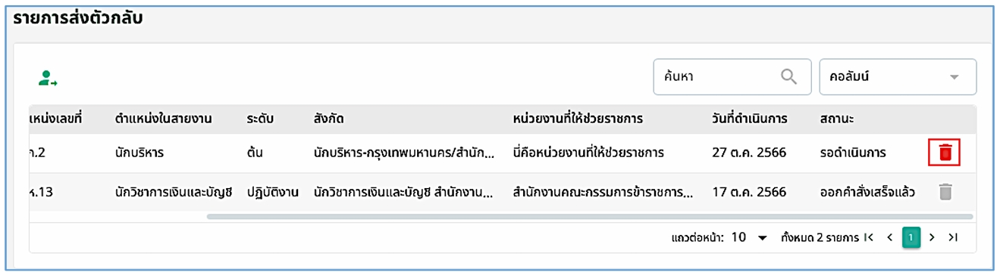 รายการส่งตัวกลับ
ค้นหา คอลัมน์
ตำแหน่งในสายงาน ระดับ สังกัด หน่วยงานที่ให้ช่วยราชการ วันที่ดำเนินการ สถานะ
นักบริหาร ต้น นักบริหาร-กรุงเทพมหานคร/สำนัก... นี่คือหน่วยงานที่ให้ช่วยราชการ 27 ต.ค. 2566 รอดำเนินการ
นักวิชาการเงินและบัญชี ปฏิบัติงาน นักวิชาการเงินและบัญชี สำนักงาน... สำนักงานคณะกรรมการข้าราชการ... 17 ต.ค. 2566 ออกคำสั่งเสร็จแล้ว
แถวต่อหน้า: 10 ทั้งหมด 2 รายการ 1